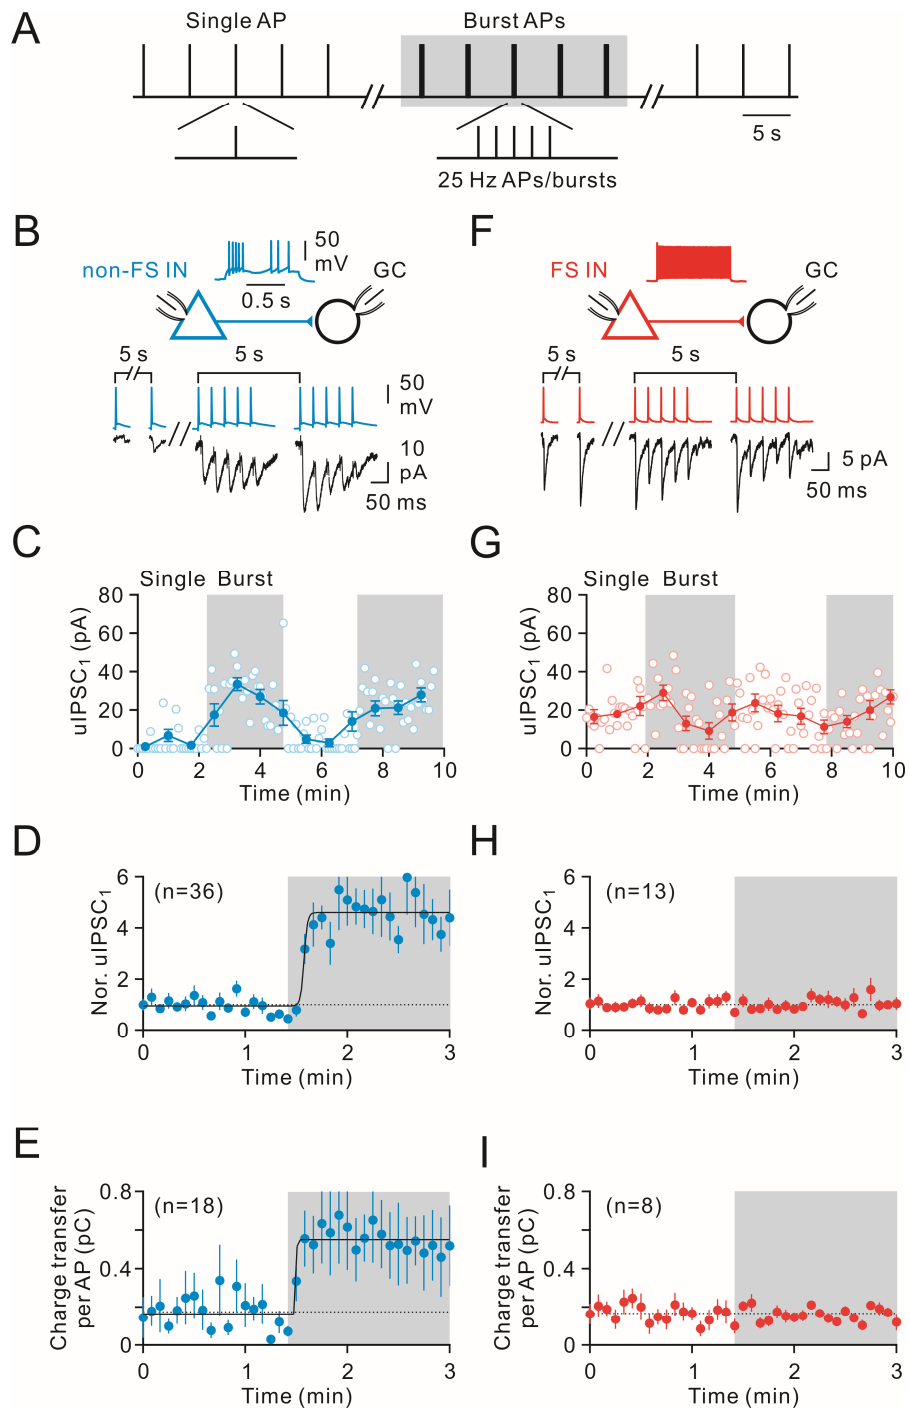 A
Single AP
Burst APs
5 s
25 Hz APs/bursts
B
50
mV
non-FS IN
GC
0.5 s
5 s
5 s
50
mV
10
pA
50 ms
F
FS IN
GC
5 s
5 s
5 pA
50 ms
C
Single Burst
uIPSC1 (pA)
80
60
40
20
0
0 2 4 6 8 10
Time (min)
G
Single Burst
uIPSC1 (pA)
80
60
40
20
0
0 2 4 6 8 10
Time (min)
D
(n=36)
Nor. uIPSC1
6
4
2
0
0 1 2 3
Time (min)
H
(n=13)
Nor. uIPSC1
6
4
2
0
0 1 2 3
Time (min)
E
(n=18)
Charge transfer
per AP (pC)
0.8
0.4
0
0 1 2 3
Time (min)
I
(n=8)
Charge transfer
per AP (pC)
0.8
0.4
0
0 1 2 3
Time (min)